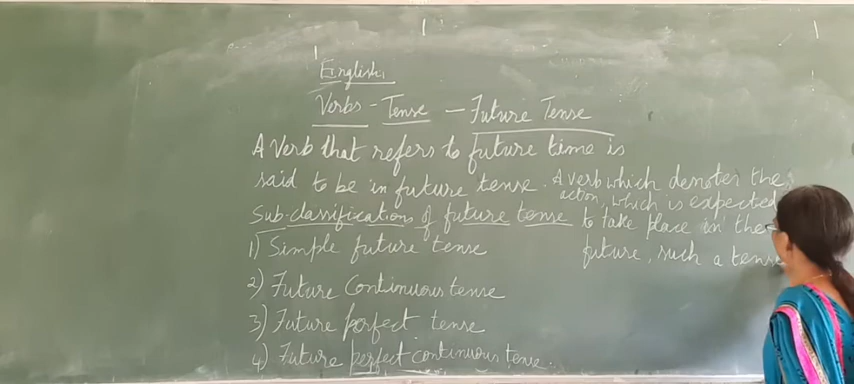 English
Verbs - Tense - Future Tense
A verb that refers to future time is
said to be in future tense. A verb which denotes the
action, which is expected
Sub-classifications of future tense to take place in the
1) Simple future tense
future, such a tense
2) Future Continuous tense
3) Future perfect tense
4) Future perfect continuous tense.